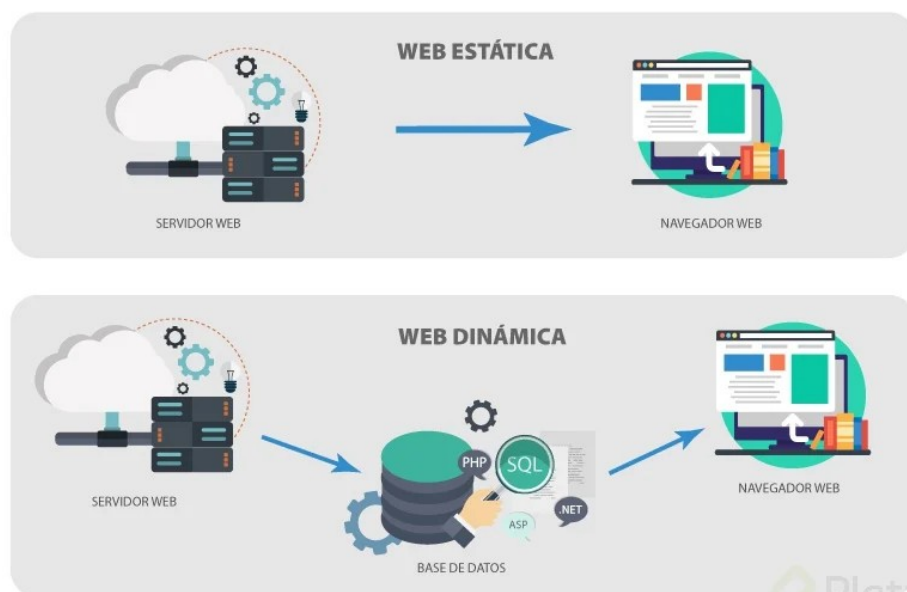 WEB ESTÁTICA
SERVIDOR WEB
NAVEGADOR WEB
WEB DINÁMICA
SERVIDOR WEB
PHP
SQL
.NET
ASP
NAVEGADOR WEB
BASE DE DATOS